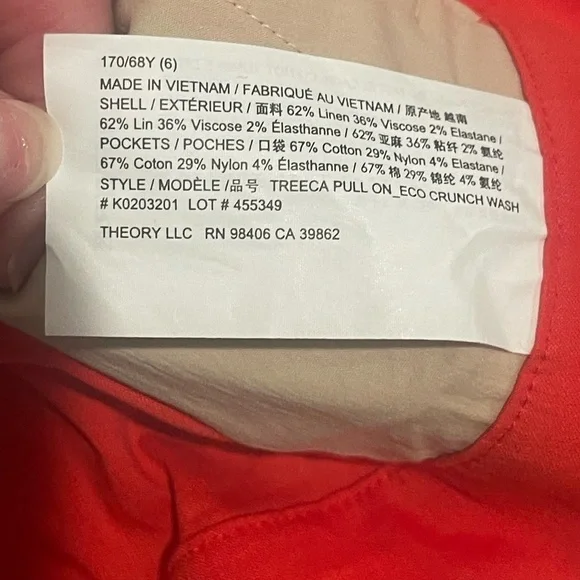 170/68Y (6)
MADE IN VIETNAM / FABRIQUÉ AU VIETNAM / 原产地 越南
SHELL / EXTÉRIEUR / 面料 62% Linen 36% Viscose 2% Elastane /
62% Lin 36% Viscose 2% Élasthanne / 62% 亚麻 36% 粘纤 2% 氨纶
POCKETS / POCHES / 口袋 67% Cotton 29% Nylon 4% Elastane /
67% Coton 29% Nylon 4% Élasthanne / 67% 棉 29% 锦纶 4% 氨纶
STYLE / MODÈLE /品号 TREECA PULL ON_ECO CRUNCH WASH
# K0203201 LOT # 455349
THEORY LLC RN 98406 CA 39862